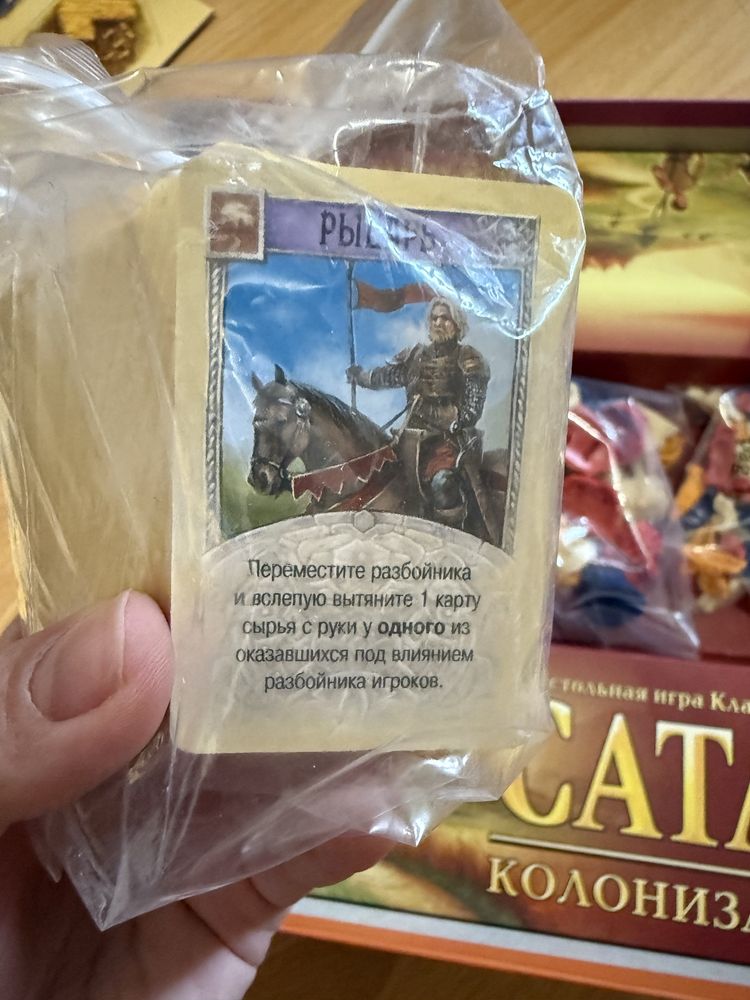 РЫЦАРЬ
Переместите разбойника
и вслепую вытяните 1 карту
сырья с руки у одного из
оказавшихся под влиянием
разбойника игроков.
стольная игра Кла
САТА
КОЛОНИЗА